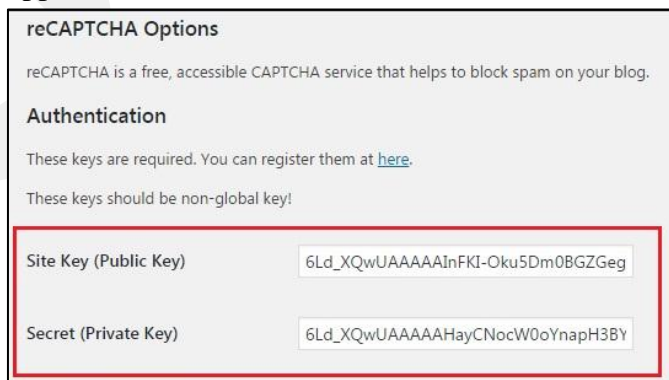 reCAPTCHA Options
reCAPTCHA is a free, accessible CAPTCHA service that helps to block spam on your blog.
Authentication
These keys are required. You can register them at here.
These keys should be non-global key!
Site Key (Public Key) 6Ld_XQwUAAAAAInFKI-Oku5Dm0BGZGeg
Secret (Private Key) 6Ld_XQwUAAAAAHayCNocW0oYnapH3BY